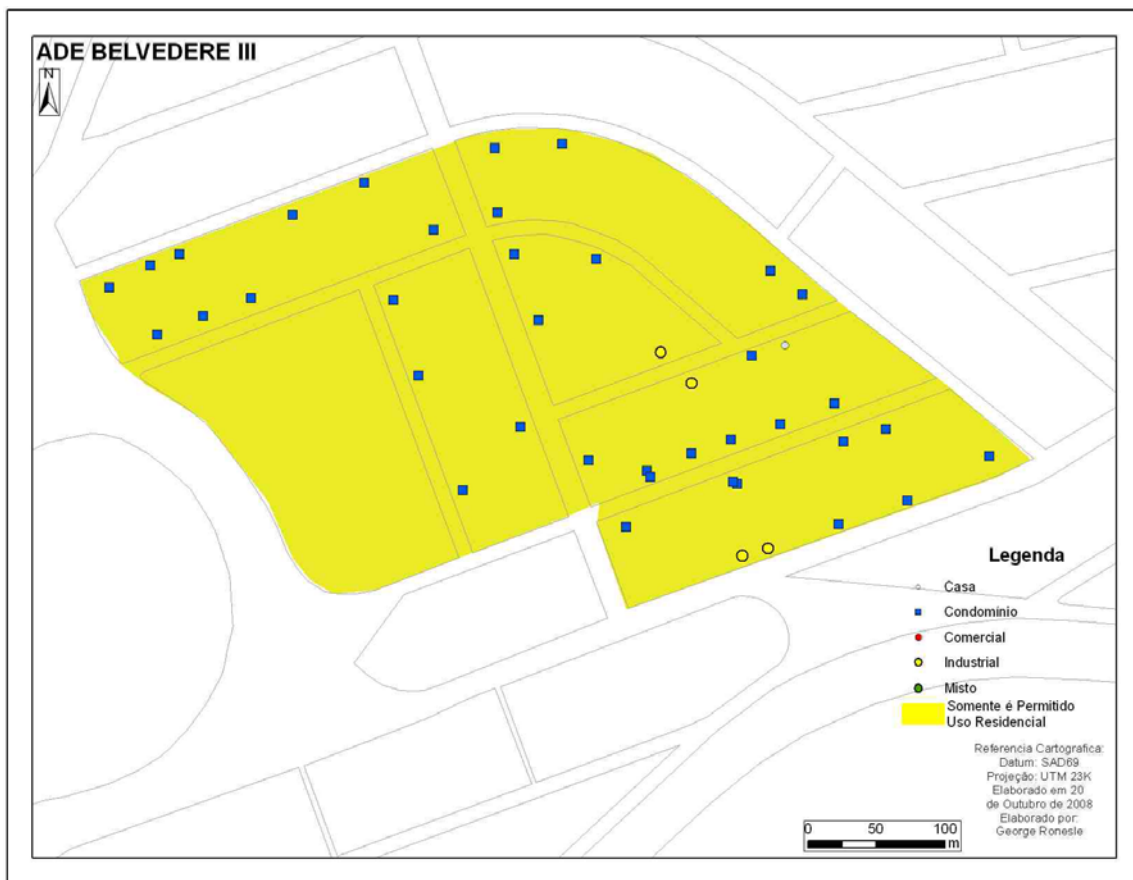 ADE BELVEDERE III
N
Legenda
Casa
Condomínio
Comercial
Industrial
Misto
Somente é Permitido
Uso Residencial
Referencia Cartografica:
Datum: SAD69
Projeção: UTM 23K
Elaborado em 20
de Outubro de 2008
Elaborado por:
George Ronesle
0 50 100
m